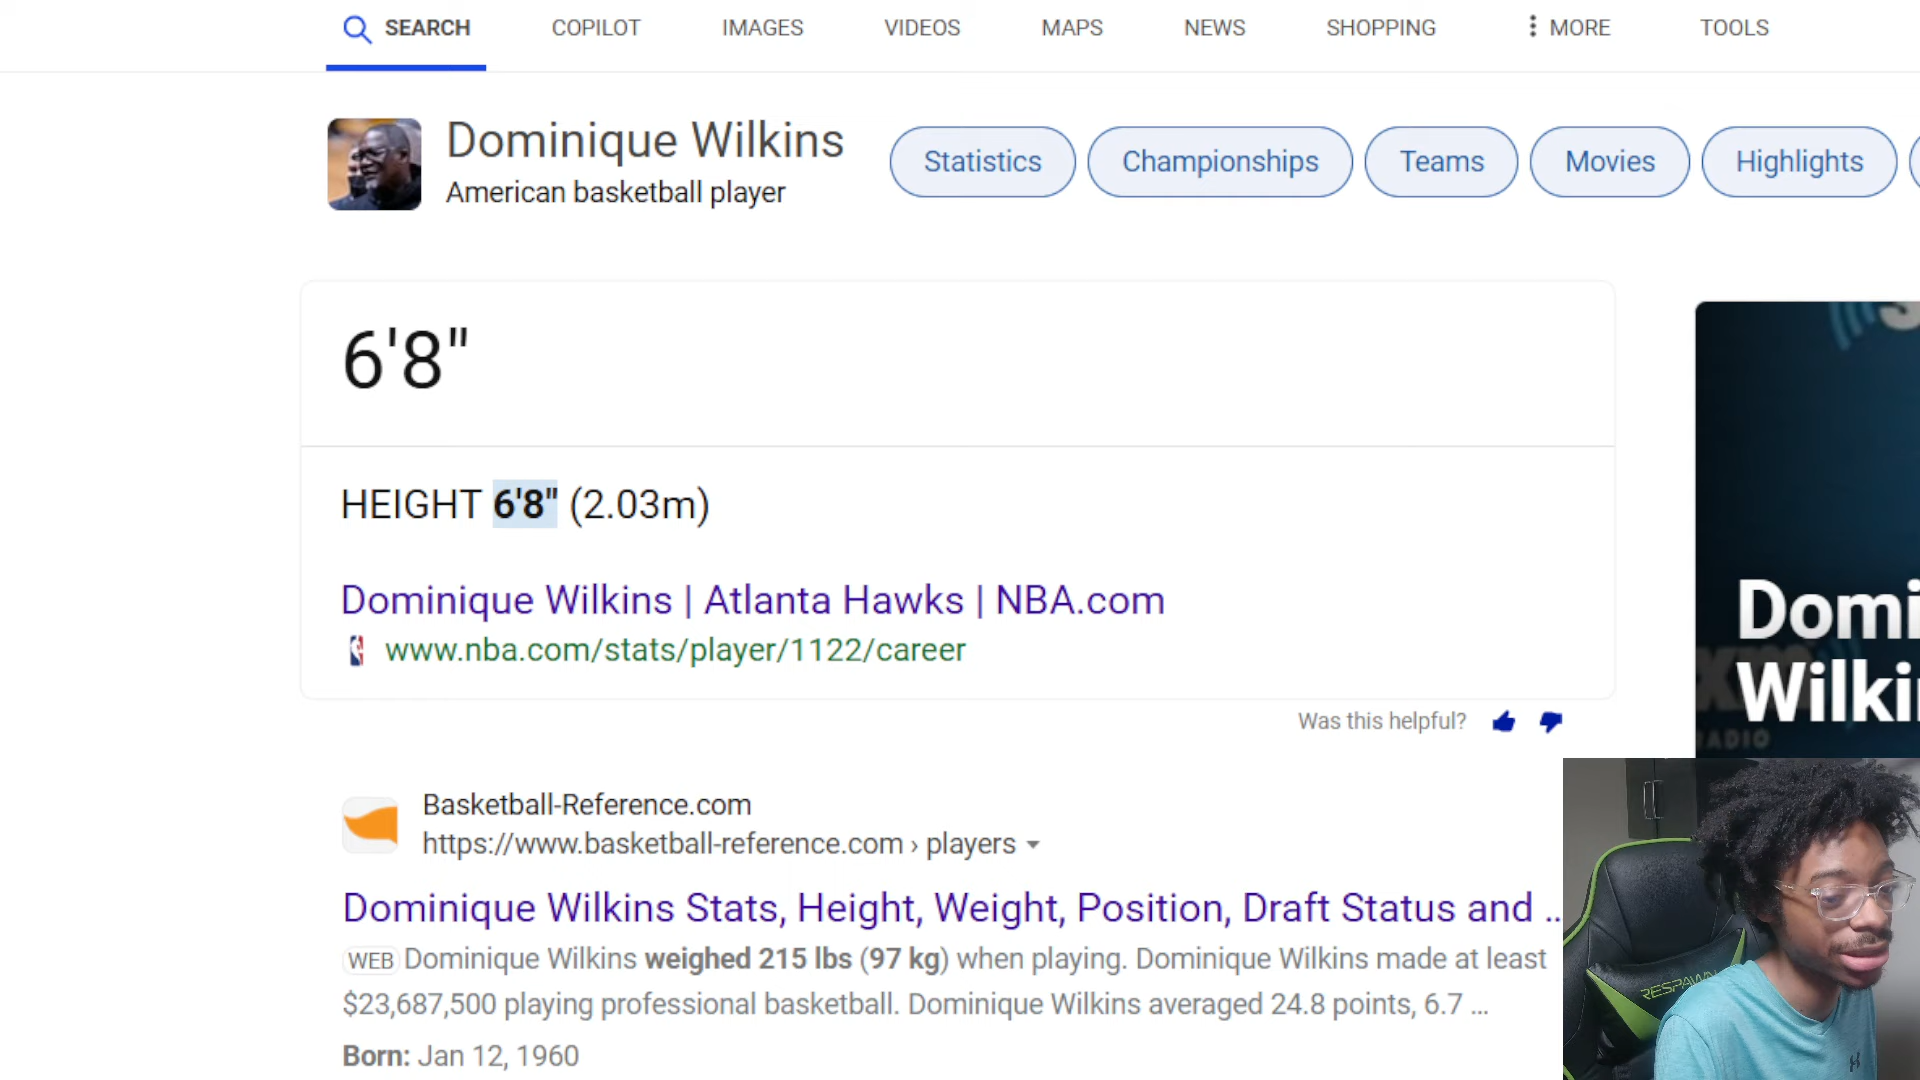 SEARCH COPILOT IMAGES VIDEOS MAPS NEWS SHOPPING MORE TOOLS
Dominique Wilkins
American basketball player
Statistics Championships Teams Movies Highlights
6'8"
HEIGHT 6'8" (2.03m)
Dominique Wilkins | Atlanta Hawks | NBA.com
www.nba.com/stats/player/1122/career
Was this helpful?
Domi
Wilki
RADIO
Basketball-Reference.com
https://www.basketball-reference.com › players
Dominique Wilkins Stats, Height, Weight, Position, Draft Status and ...
WEB Dominique Wilkins weighed 215 lbs (97 kg) when playing. Dominique Wilkins made at least
$23,687,500 playing professional basketball. Dominique Wilkins averaged 24.8 points, 6.7 ...
Born: Jan 12, 1960
RESPAWN